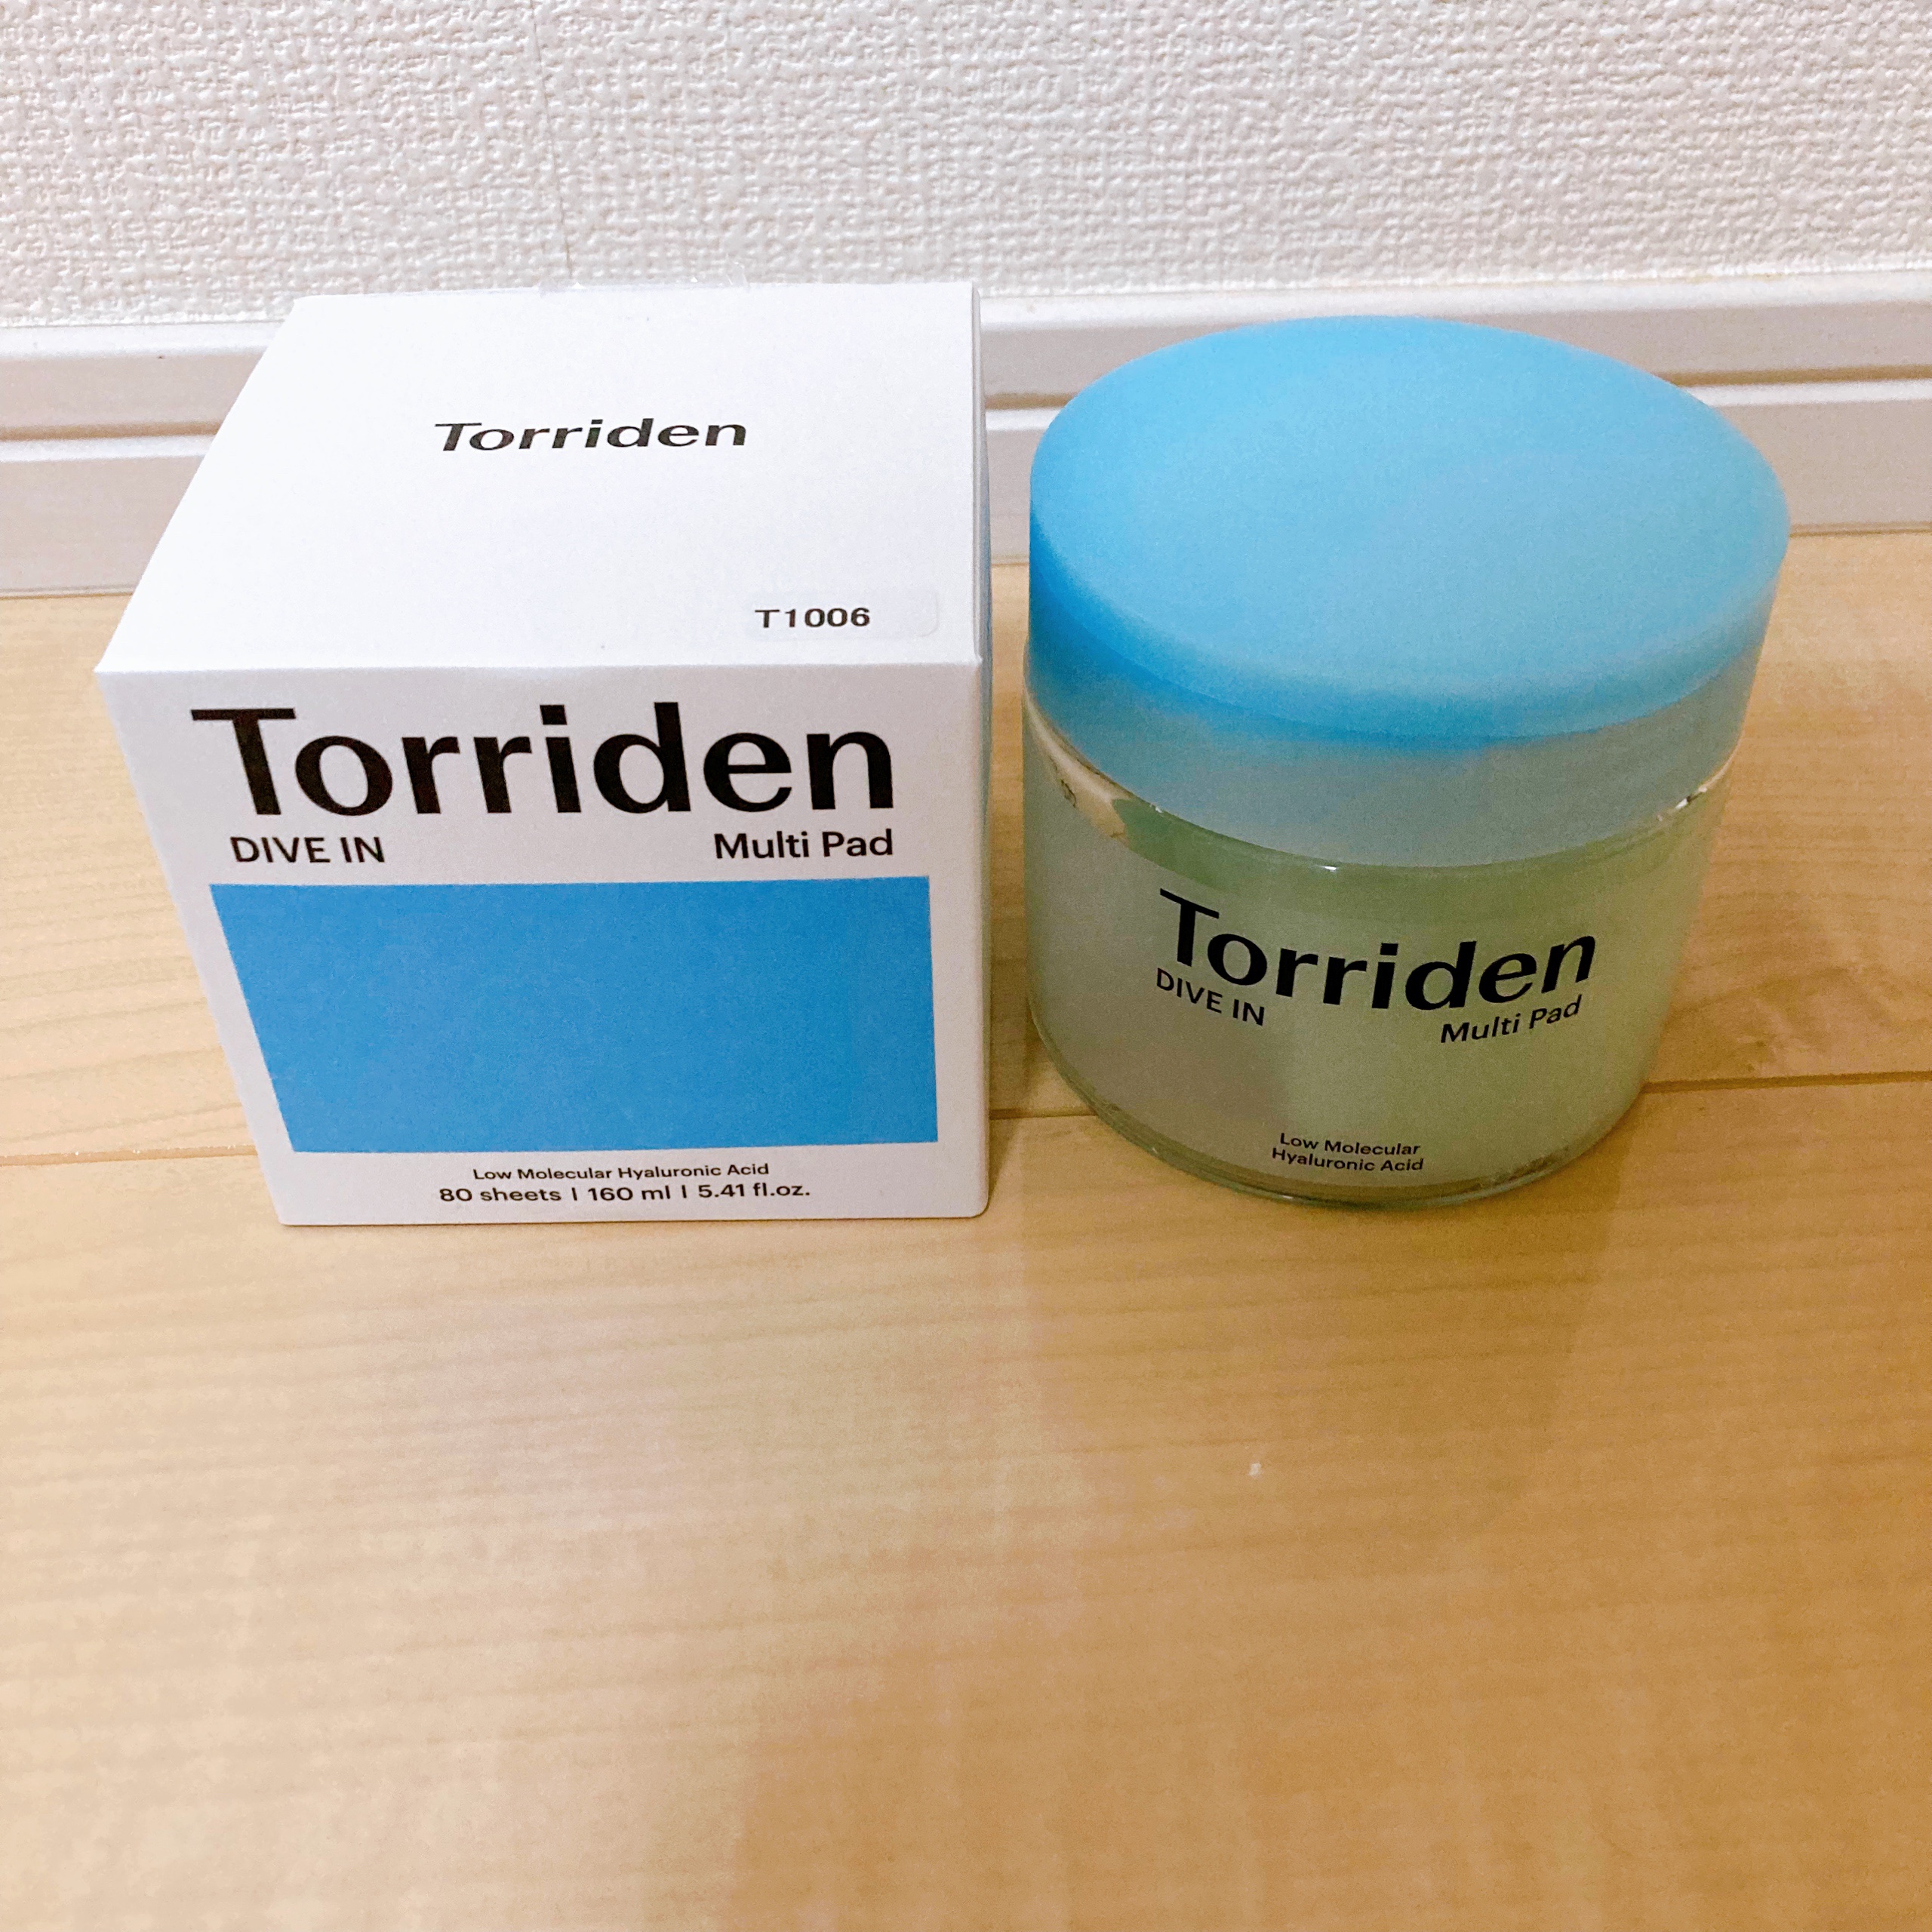 Torriden
T1006
Torriden
DIVE IN Multi Pad
Low Molecular Hyaluronic Acid
80 sheets | 160 ml | 5.41 fl.oz.
Torriden
DIVE IN Multi Pad
Low Molecular
Hyaluronic Acid